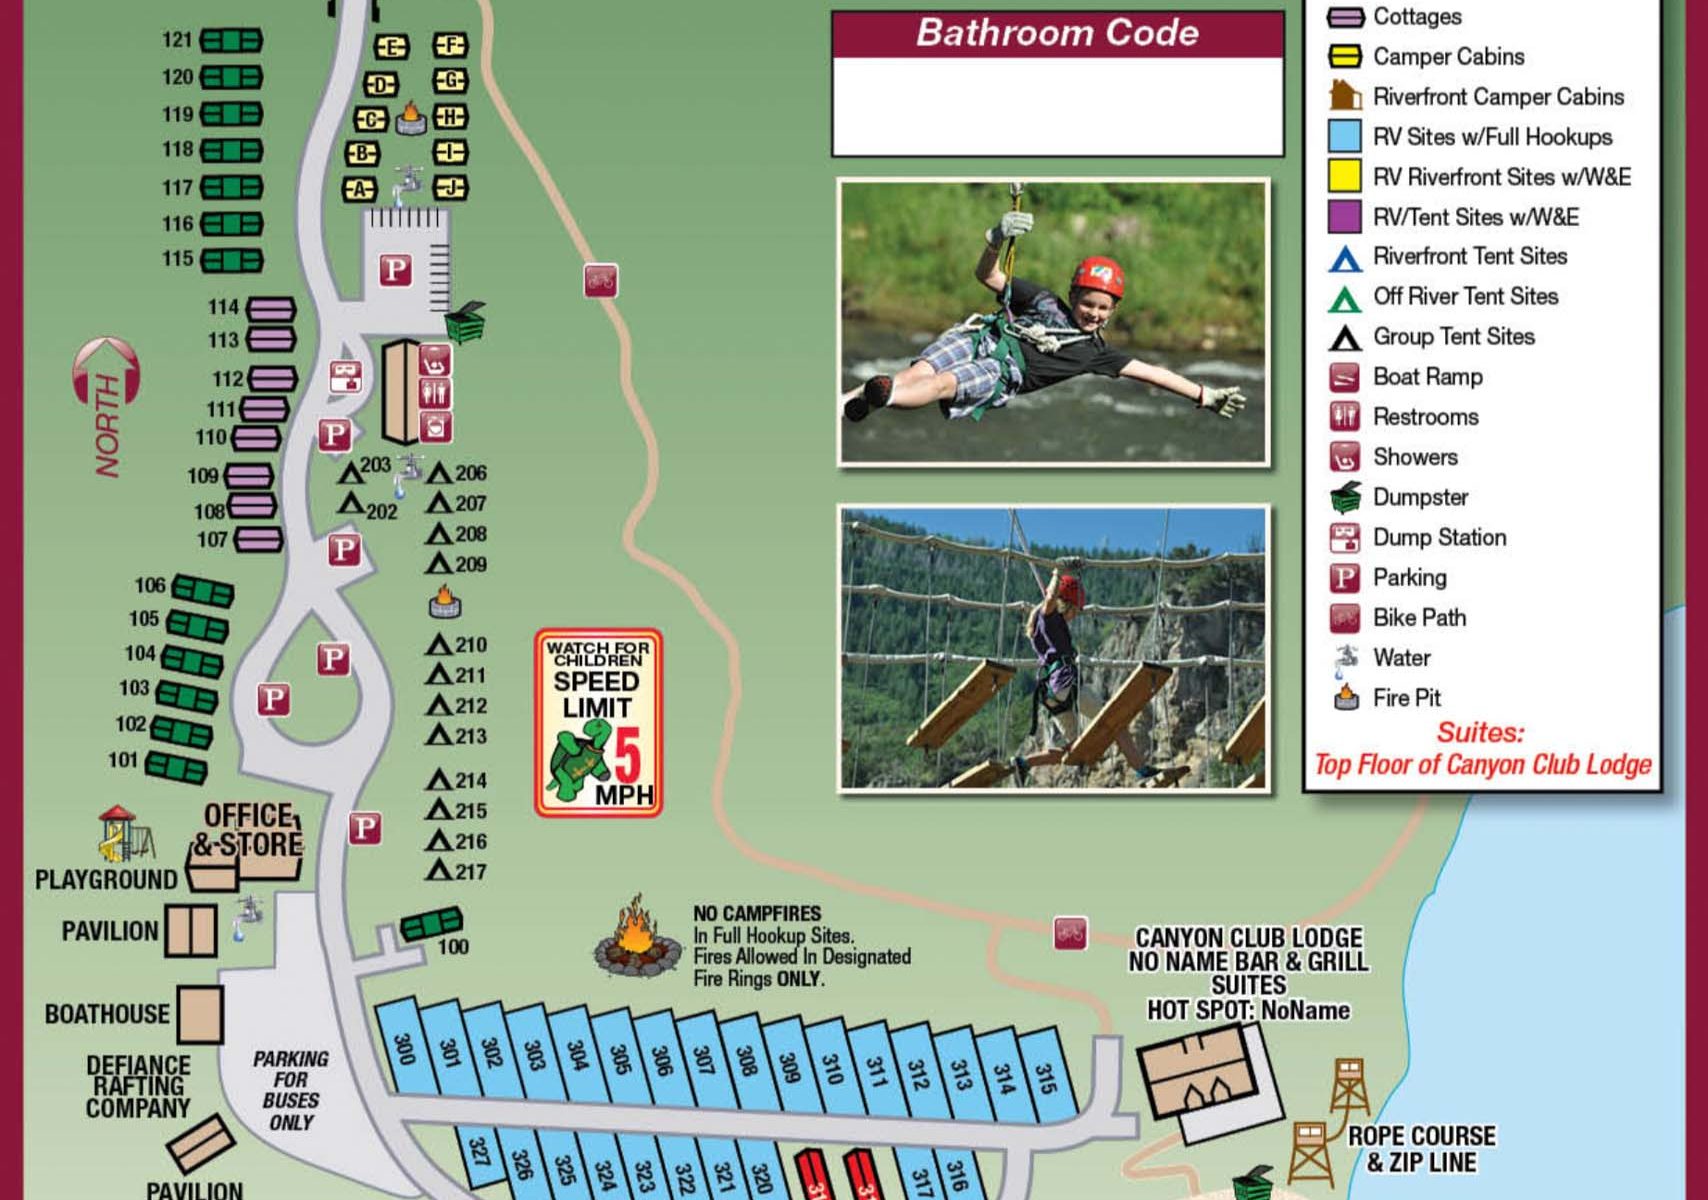 121
120
119
118
117
116
115
114
113
112
111
110
109
108
107
106
105
104
103
102
101
E
F
D
G
C
H
B
I
A
J
P
NORTH
P
203
202
206
207
208
209
P
210
211
212
213
214
215
216
217
P
P
P
WATCH FOR
CHILDREN
SPEED
LIMIT
5
MPH
OFFICE
& STORE
PLAYGROUND
PAVILION
BOATHOUSE
DEFIANCE
RAFTING
COMPANY
PAVILION
PARKING
FOR
BUSES
ONLY
100
NO CAMPFIRES
In Full Hookup Sites.
Fires Allowed In Designated
Fire Rings ONLY.
300
301
302
303
304
305
306
307
308
309
310
311
312
313
314
315
327
326
325
324
323
322
321
320
317
316
CANYON CLUB LODGE
NO NAME BAR & GRILL
SUITES
HOT SPOT: NoName
ROPE COURSE
& ZIP LINE
Bathroom Code
Cottages
Camper Cabins
Riverfront Camper Cabins
RV Sites w/Full Hookups
RV Riverfront Sites w/W&E
RV/Tent Sites w/W&E
Riverfront Tent Sites
Off River Tent Sites
Group Tent Sites
Boat Ramp
Restrooms
Showers
Dumpster
Dump Station
P Parking
Bike Path
Water
Fire Pit
Suites:
Top Floor of Canyon Club Lodge